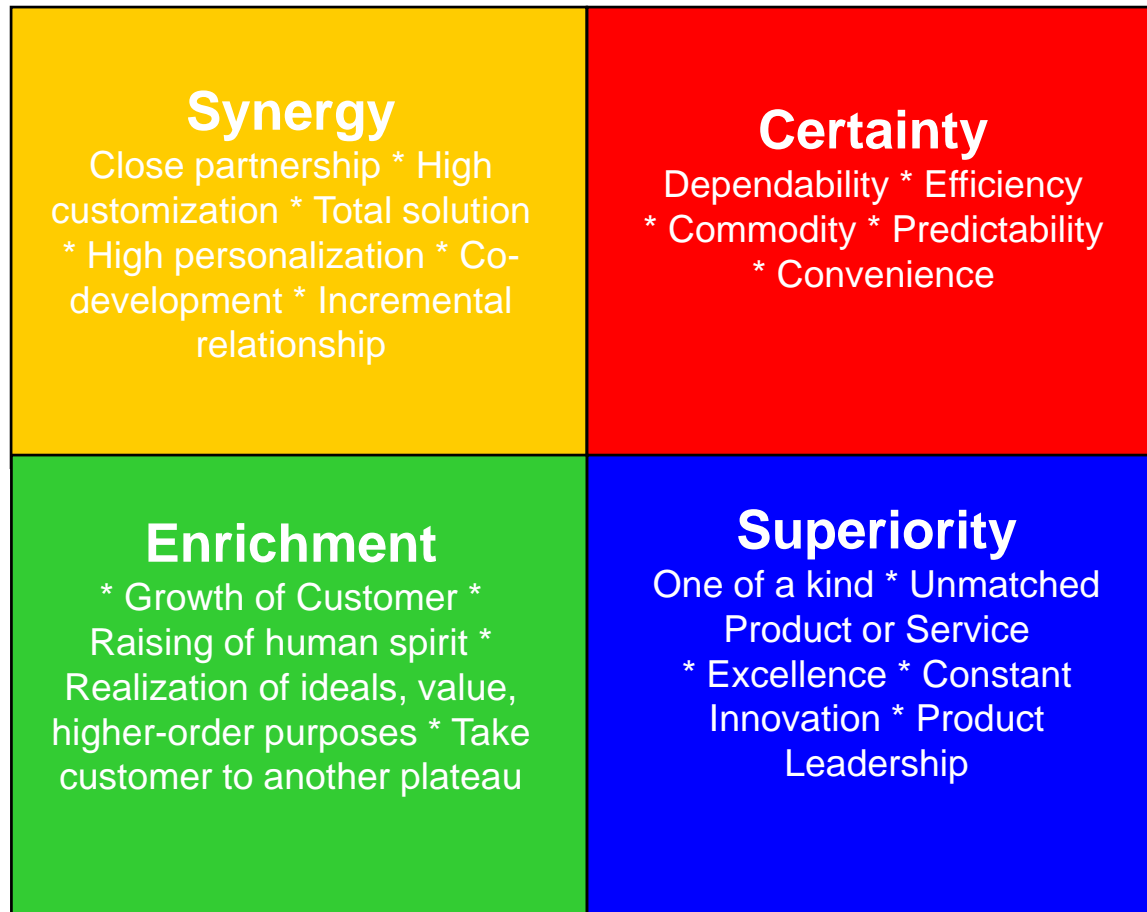 Synergy
Close partnership * High
customization * Total solution
* High personalization * Co-
development * Incremental
relationship
Certainty
Dependability * Efficiency
* Commodity * Predictability
* Convenience
Enrichment
* Growth of Customer *
Raising of human spirit *
Realization of ideals, value,
higher-order purposes * Take
customer to another plateau
Superiority
One of a kind * Unmatched
Product or Service
* Excellence * Constant
Innovation * Product
Leadership